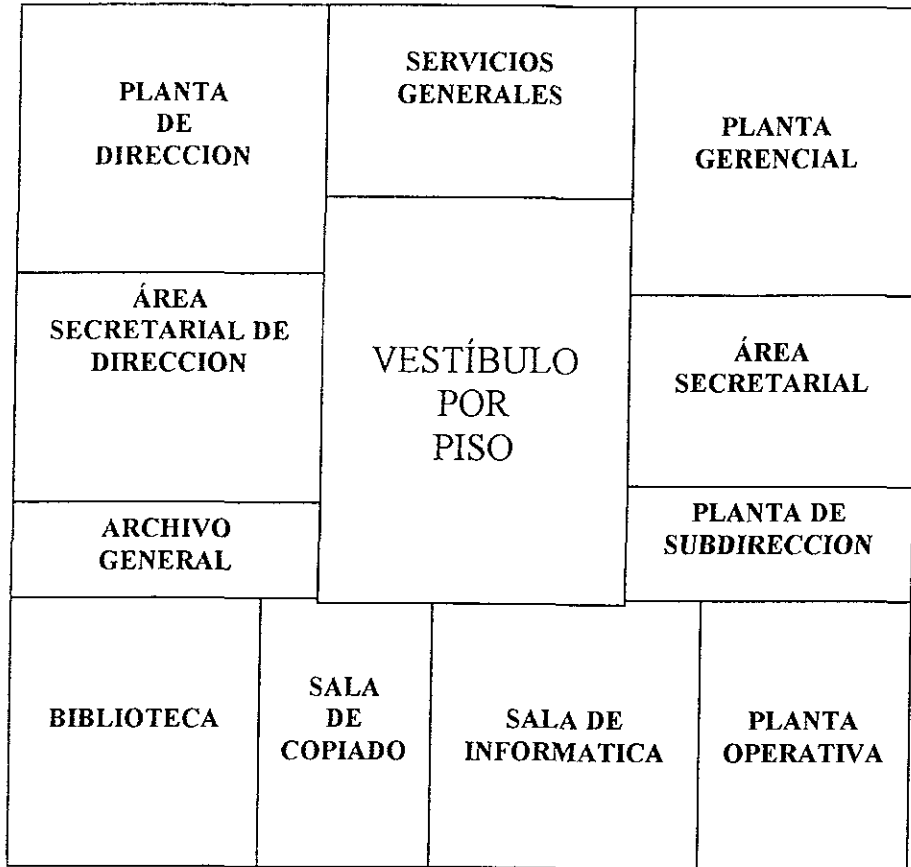 PLANTA
DE
DIRECCION
SERVICIOS
GENERALES
PLANTA
GERENCIAL
ÁREA
SECRETARIAL DE
DIRECCION
VESTÍBULO
POR
PISO
ÁREA
SECRETARIAL
ARCHIVO
GENERAL
PLANTA DE
SUBDIRECCION
BIBLIOTECA
SALA
DE
COPIADO
SALA DE
INFORMATICA
PLANTA
OPERATIVA